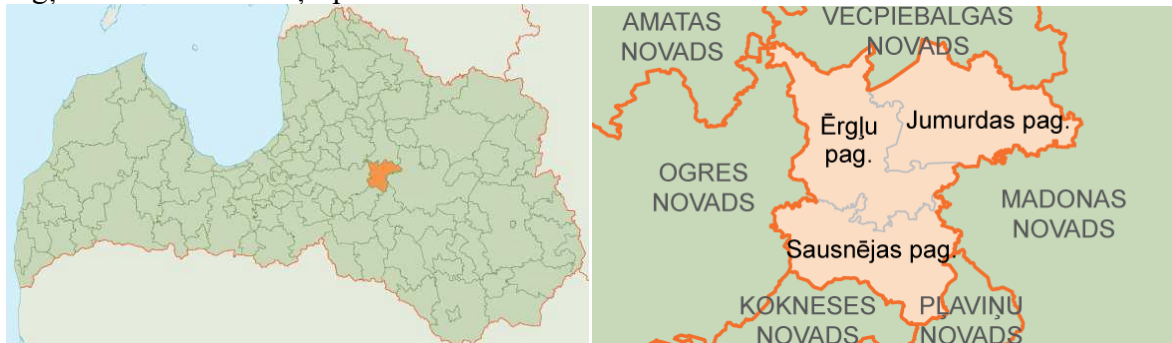 AMATAS
NOVADS
VECPIEBALGAS
NOVADS
Ērgļu
pag.
Jumurdas pag.
OGRES
NOVADS
MADONAS
NOVADS
Sausnējas pag.
KOKNESES
NOVADS
PĻAVIŅU
NOVADS